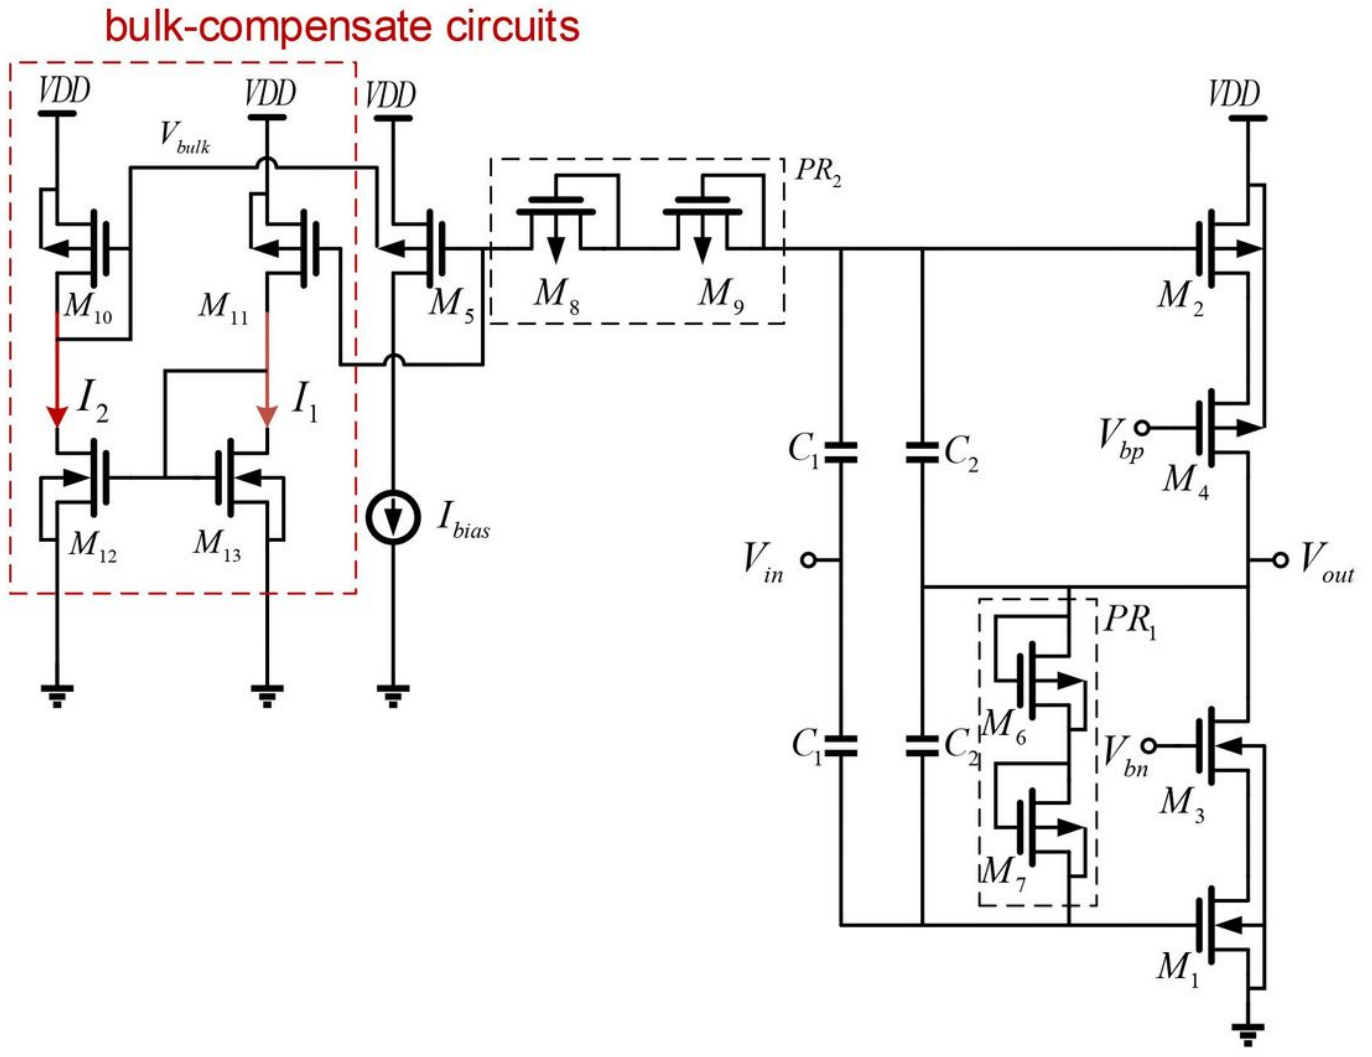 bulk-compensate circuits
VDD
VDD
VDD
VDD
V_bulk
PR_2
M_10
M_11
M_5
M_8
M_9
M_2
I_2
I_1
V_bp
M_4
C_1
C_2
I_bias
M_12
M_13
V_in
V_out
PR_1
M_6
C_1
C_2
V_bn
M_3
M_7
M_1